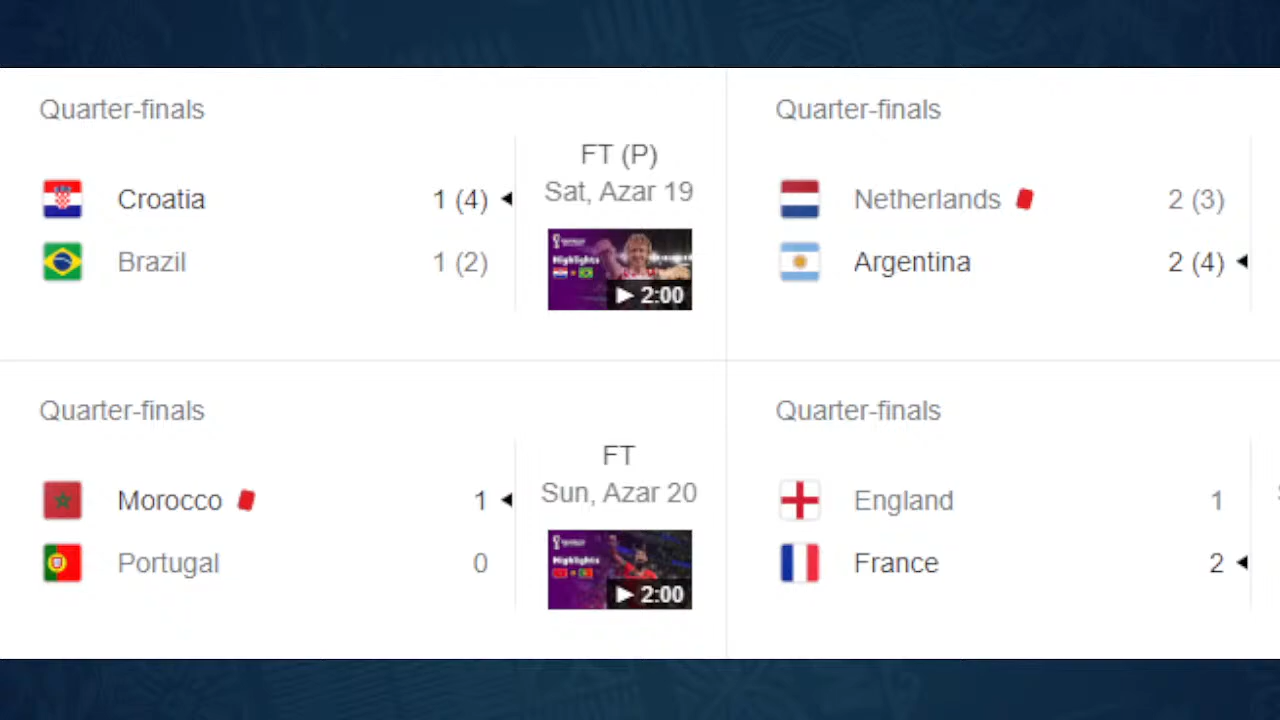 Quarter-finals
Croatia 1 (4)
Brazil 1 (2)
FT (P)
Sat, Azar 19
Highlights
2:00
Quarter-finals
Netherlands 2 (3)
Argentina 2 (4)
Quarter-finals
Morocco 1
Portugal 0
FT
Sun, Azar 20
Highlights
2:00
Quarter-finals
England 1
France 2